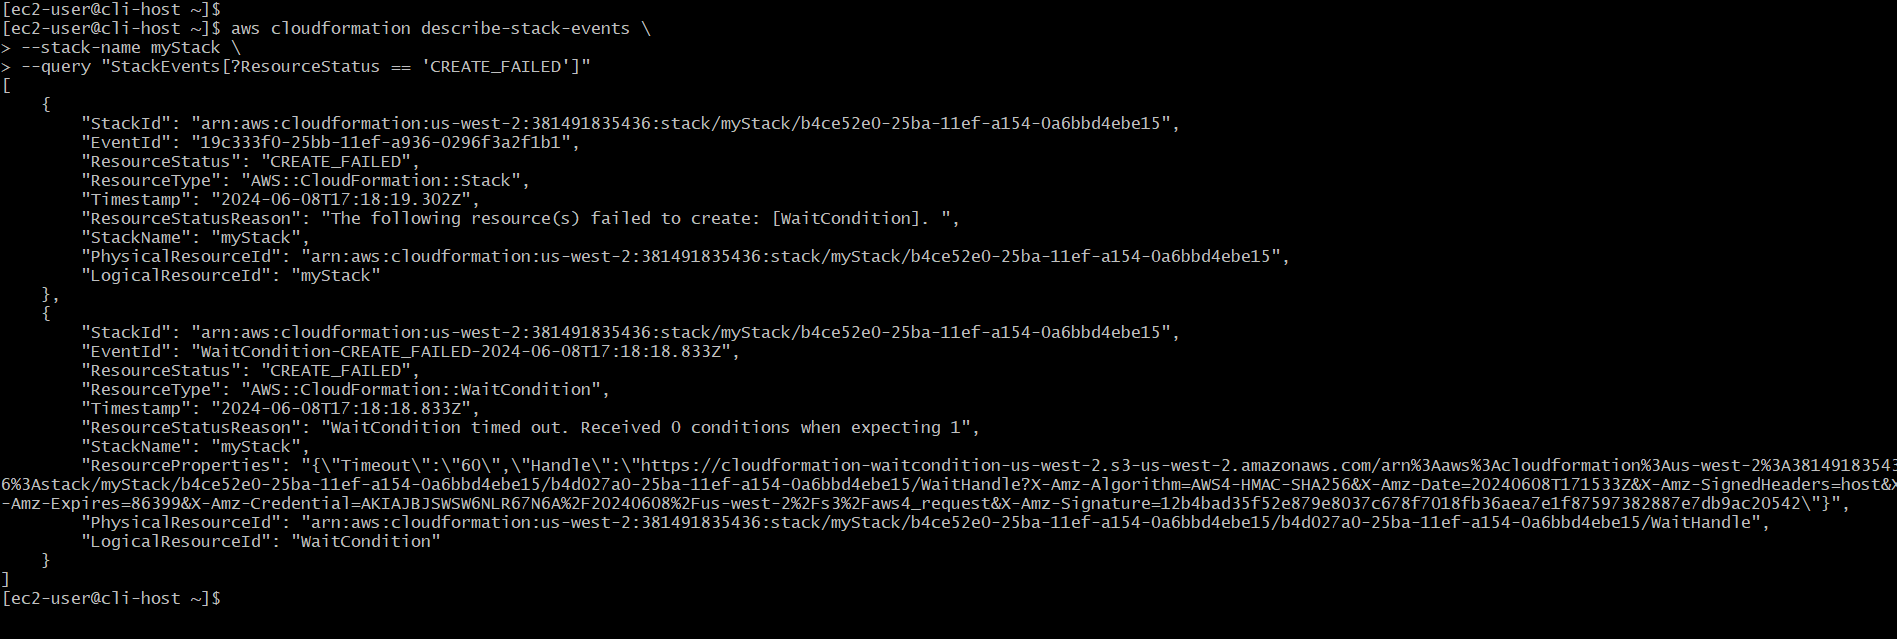 [ec2-user@cli-host ~]$
[ec2-user@cli-host ~]$ aws cloudformation describe-stack-events \
> --stack-name myStack \
> --query "StackEvents[?ResourceStatus == 'CREATE_FAILED']"
[
    {
        "StackId": "arn:aws:cloudformation:us-west-2:381491835436:stack/myStack/b4ce52e0-25ba-11ef-a154-0a6bbd4ebe15",
        "EventId": "19c333f0-25bb-11ef-a936-0296f3a2f1b1",
        "ResourceStatus": "CREATE_FAILED",
        "ResourceType": "AWS::CloudFormation::Stack",
        "Timestamp": "2024-06-08T17:18:19.302Z",
        "ResourceStatusReason": "The following resource(s) failed to create: [WaitCondition]. ",
        "StackName": "myStack",
        "PhysicalResourceId": "arn:aws:cloudformation:us-west-2:381491835436:stack/myStack/b4ce52e0-25ba-11ef-a154-0a6bbd4ebe15",
        "LogicalResourceId": "myStack"
    },
    {
        "StackId": "arn:aws:cloudformation:us-west-2:381491835436:stack/myStack/b4ce52e0-25ba-11ef-a154-0a6bbd4ebe15",
        "EventId": "WaitCondition-CREATE_FAILED-2024-06-08T17:18:18.833Z",
        "ResourceStatus": "CREATE_FAILED",
        "ResourceType": "AWS::CloudFormation::WaitCondition",
        "Timestamp": "2024-06-08T17:18:18.833Z",
        "ResourceStatusReason": "WaitCondition timed out. Received 0 conditions when expecting 1",
        "StackName": "myStack",
        "ResourceProperties": "{\"Timeout\":\"60\",\"Handle\":\"https://cloudformation-waitcondition-us-west-2.s3-us-west-2.amazonaws.com/arn%3Aaws%3Acloudformation%3Aus-west-2%3A38149183543
6%3Astack/myStack/b4ce52e0-25ba-11ef-a154-0a6bbd4ebe15/b4d027a0-25ba-11ef-a154-0a6bbd4ebe15/WaitHandle?X-Amz-Algorithm=AWS4-HMAC-SHA256&X-Amz-Date=20240608T171533Z&X-Amz-SignedHeaders=host&X
-Amz-Expires=86399&X-Amz-Credential=AKIAJBJSWSW6NLR67N6A%2F20240608%2Fus-west-2%2Fs3%2Faws4_request&X-Amz-Signature=12b4bad35f52e879e8037c678f7018fb36aea7e1f87597382887e7db9ac20542\"}",
        "PhysicalResourceId": "arn:aws:cloudformation:us-west-2:381491835436:stack/myStack/b4ce52e0-25ba-11ef-a154-0a6bbd4ebe15/b4d027a0-25ba-11ef-a154-0a6bbd4ebe15/WaitHandle",
        "LogicalResourceId": "WaitCondition"
    }
]
[ec2-user@cli-host ~]$